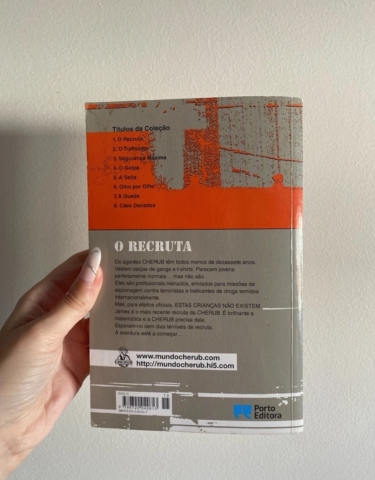 Títulos da Coleção
1. O Recruta
2. O Traficante
3. Segurança Máxima
4. O Golpe
5. A Seita
6. Olho por Olho
7. A Queda
8. Cães Danados
O RECRUTA
Os agentes CHERUB têm todos menos de dezassete anos.
Vestem calças de ganga e t-shirts. Parecem jovens
perfeitamente normais... mas não são.
Eles são profissionais treinados, enviados para missões de
espionagem contra terroristas e traficantes de droga temidos
internacionalmente.
Mas, para efeitos oficiais, ESTAS CRIANÇAS NÃO EXISTEM.
James é o mais recente recruta da CHERUB. É brilhante a
matemática e a CHERUB precisa dele.
Esperam-no cem dias terríveis de recruta.
A aventura está a começar...
CHERUB
www.mundocherub.com
http://mundocherub.hi5.com
Porto
Editora